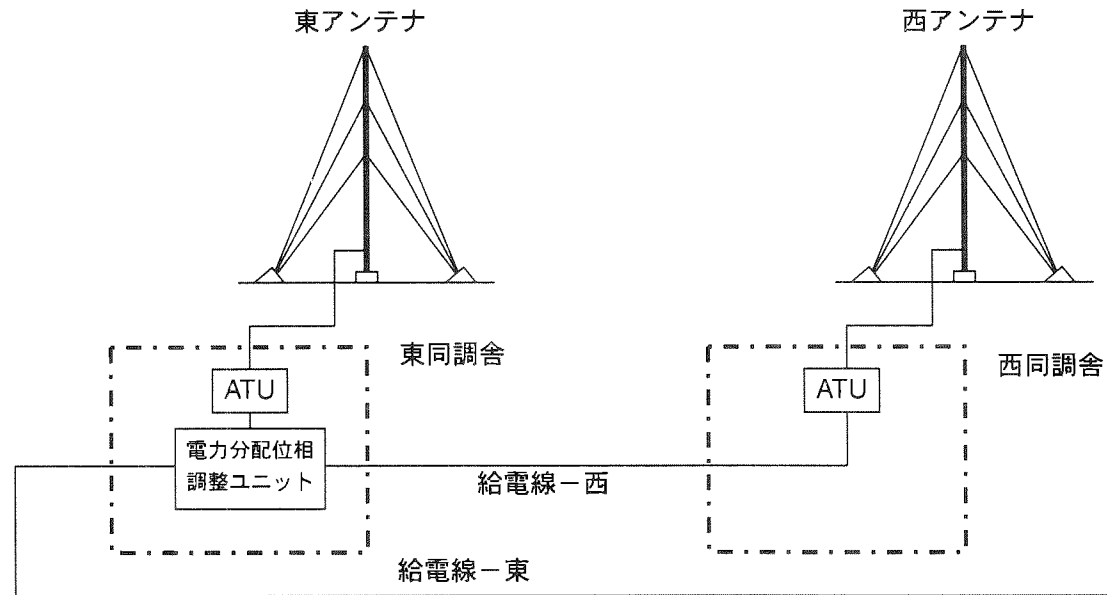 東アンテナ
西アンテナ
東同調舎
西同調舎
ATU
ATU
電力分配位相
調整ユニット
給電線－西
給電線－東